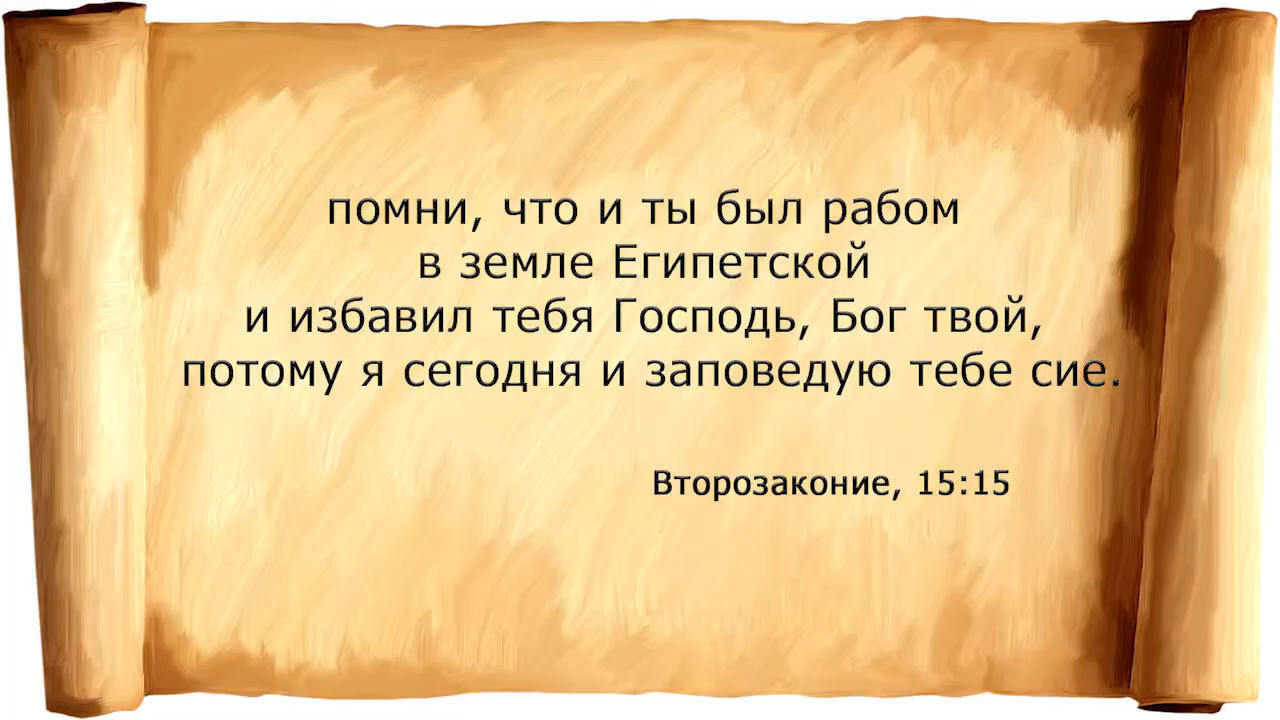 помни, что и ты был рабом
в земле Египетской
и избавил тебя Господь, Бог твой,
потому я сегодня и заповедую тебе сие.
Второзаконие, 15:15